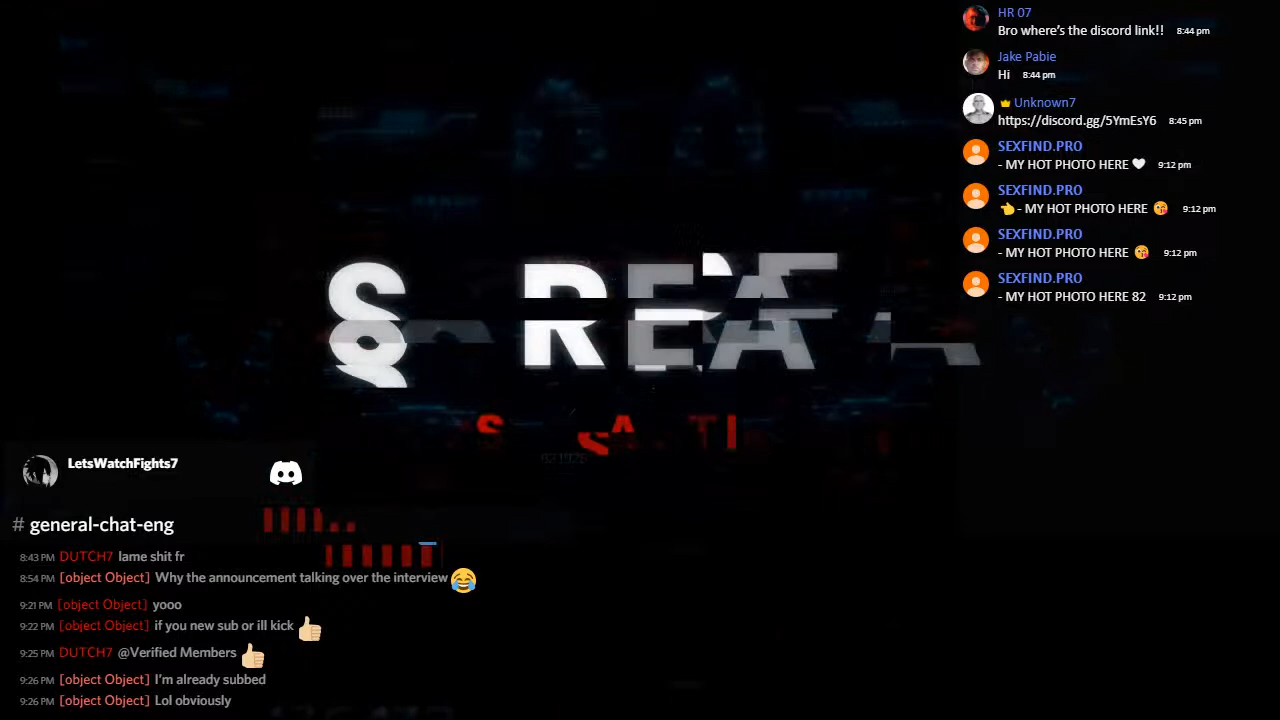 HR 07
Bro where's the discord link!! 8:44 pm
Jake Pabie
Hi 8:44 pm
Unknown7
https://discord.gg/5YmEsY6 8:45 pm
SEXFIND.PRO
- MY HOT PHOTO HERE 🤍 9:12 pm
SEXFIND.PRO
👈 - MY HOT PHOTO HERE 😘 9:12 pm
SEXFIND.PRO
- MY HOT PHOTO HERE 😘 9:12 pm
SEXFIND.PRO
- MY HOT PHOTO HERE 82 9:12 pm
S REA
S A TI
LetsWatchFights7
# general-chat-eng
8:43 PM DUTCH7 lame shit fr
8:54 PM [object Object] Why the announcement talking over the interview 😂
9:21 PM [object Object] yooo
9:22 PM [object Object] if you new sub or ill kick 👍🏻
9:25 PM DUTCH7 @Verified Members 👍🏻
9:26 PM [object Object] I'm already subbed
9:26 PM [object Object] Lol obviously